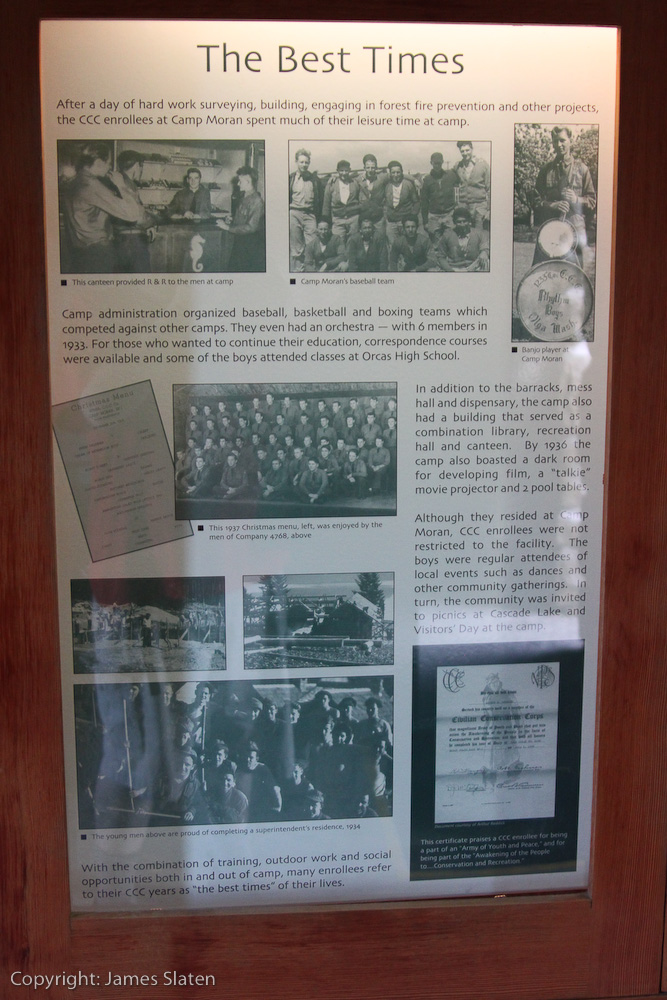 The Best Times
After a day of hard work surveying, building, engaging in forest fire prevention and other projects,
the CCC enrollees at Camp Moran spent much of their leisure time at camp.
This canteen provided R & R to the men at camp
Camp Moran's baseball team
Rhythm
Boys
Olga Wash
Banjo player at
Camp Moran
Camp administration organized baseball, basketball and boxing teams which
competed against other camps. They even had an orchestra — with 6 members in
1933. For those who wanted to continue their education, correspondence courses
were available and some of the boys attended classes at Orcas High School.
Christmas Menu
This 1937 Christmas menu, left, was enjoyed by the
men of Company 4768, above
In addition to the barracks, mess
hall and dispensary, the camp also
had a building that served as a
combination library, recreation
hall and canteen. By 1936 the
camp also boasted a dark room
for developing film, a "talkie"
movie projector and 2 pool tables.
Although they resided at Camp
Moran, CCC enrollees were not
restricted to the facility. The
boys were regular attendees of
local events such as dances and
other community gatherings. In
turn, the community was invited
to picnics at Cascade Lake and
Visitors' Day at the camp.
The young men above are proud of completing a superintendent's residence, 1934
With the combination of training, outdoor work and social
opportunities both in and out of camp, many enrollees refer
to their CCC years as "the best times" of their lives.
CCC
Civilian Conservation Corps
This certificate praises a CCC enrollee for being
a part of an "Army of Youth and Peace," and for
being part of the "Awakening of the People
to...Conservation and Recreation."
Copyright: James Slaten